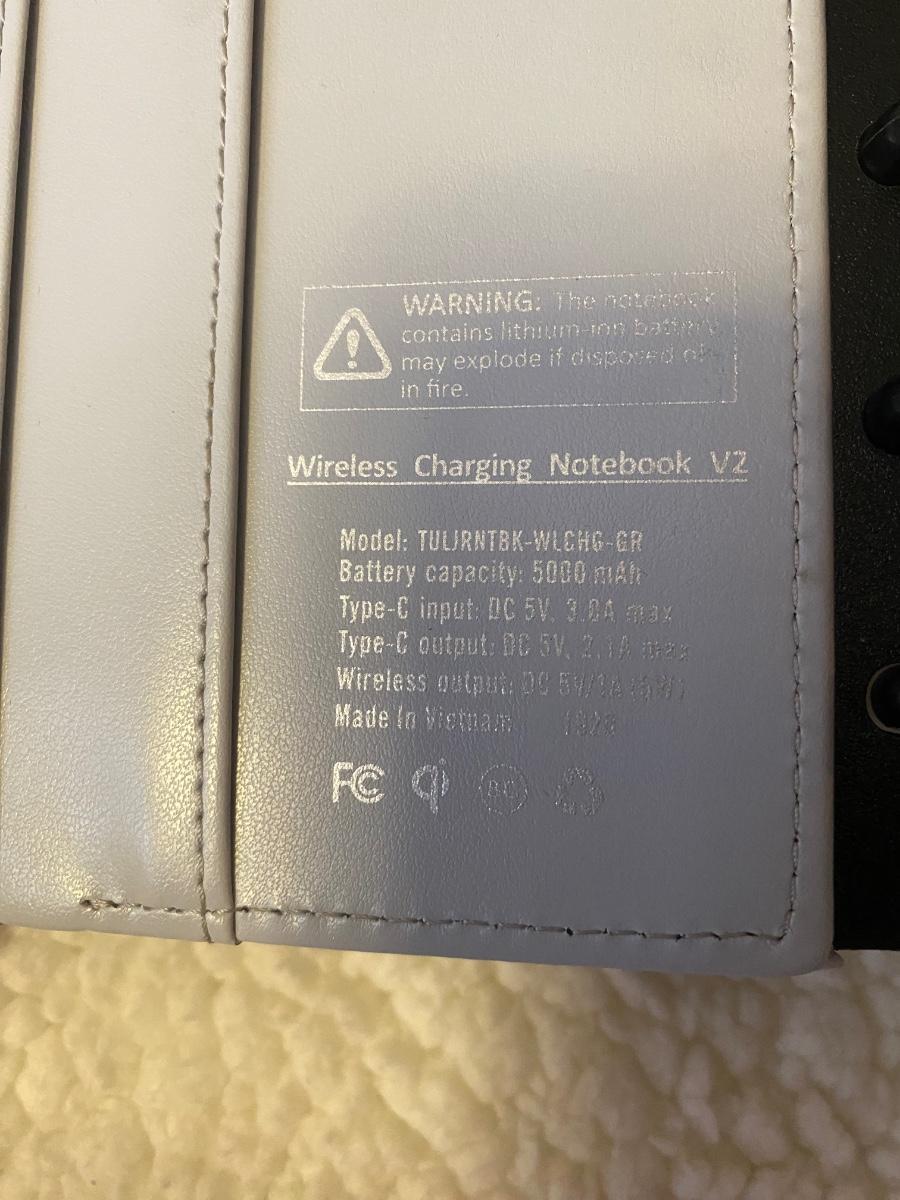 WARNING: The notebook
contains lithium-ion battery
may explode if disposed of
in fire.
Wireless Charging Notebook V2
Model: TULJRNTBK-WLCHG-GR
Battery capacity: 5000 mAh
Type-C input: DC 5V, 3.0A max
Type-C output: DC 5V, 2.1A max
Wireless output: DC 5V/1A (5W)
Made In Vietnam
FC
qi
BC